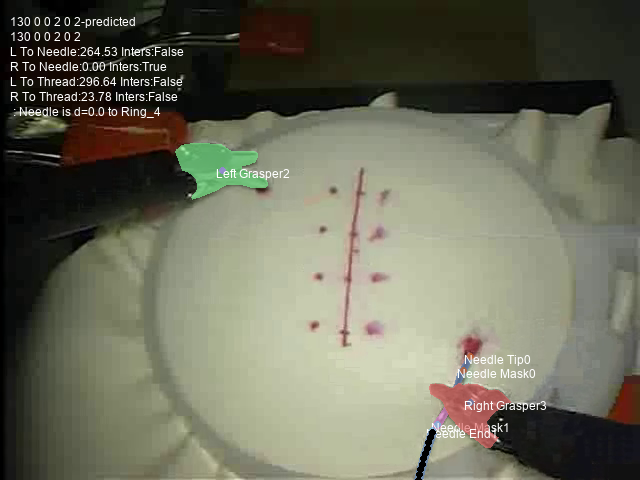 130 0 0 2 0 2-predicted
130 0 0 2 0 2
L To Needle:264.53 Inters:False
R To Needle:0.00 Inters:True
L To Thread:296.64 Inters:False
R To Thread:23.78 Inters:False
: Needle is d=0.0 to Ring_4
Left Grasper2
Needle Tip0
Needle Mask0
Right Grasper3
Needle Mask1
Needle End1